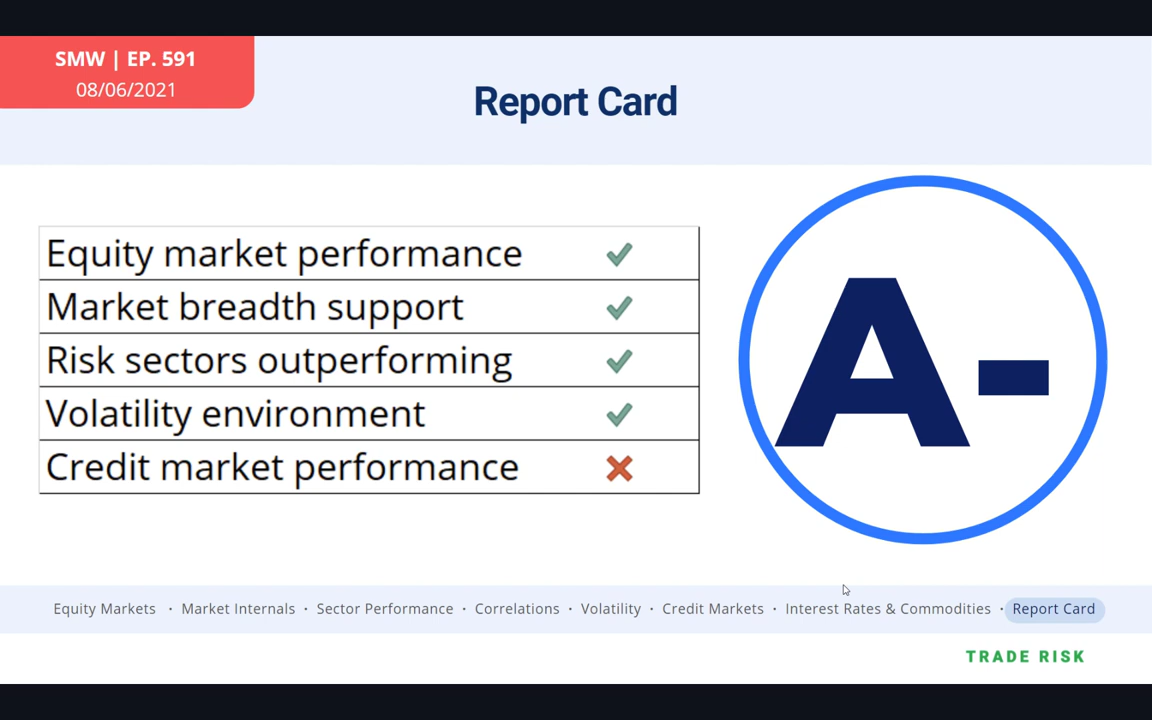 SMW | EP. 591
08/06/2021
Report Card
Equity market performance
Market breadth support
Risk sectors outperforming
Volatility environment
Credit market performance
A-
Equity Markets · Market Internals · Sector Performance · Correlations · Volatility · Credit Markets · Interest Rates & Commodities · Report Card
TRADE RISK